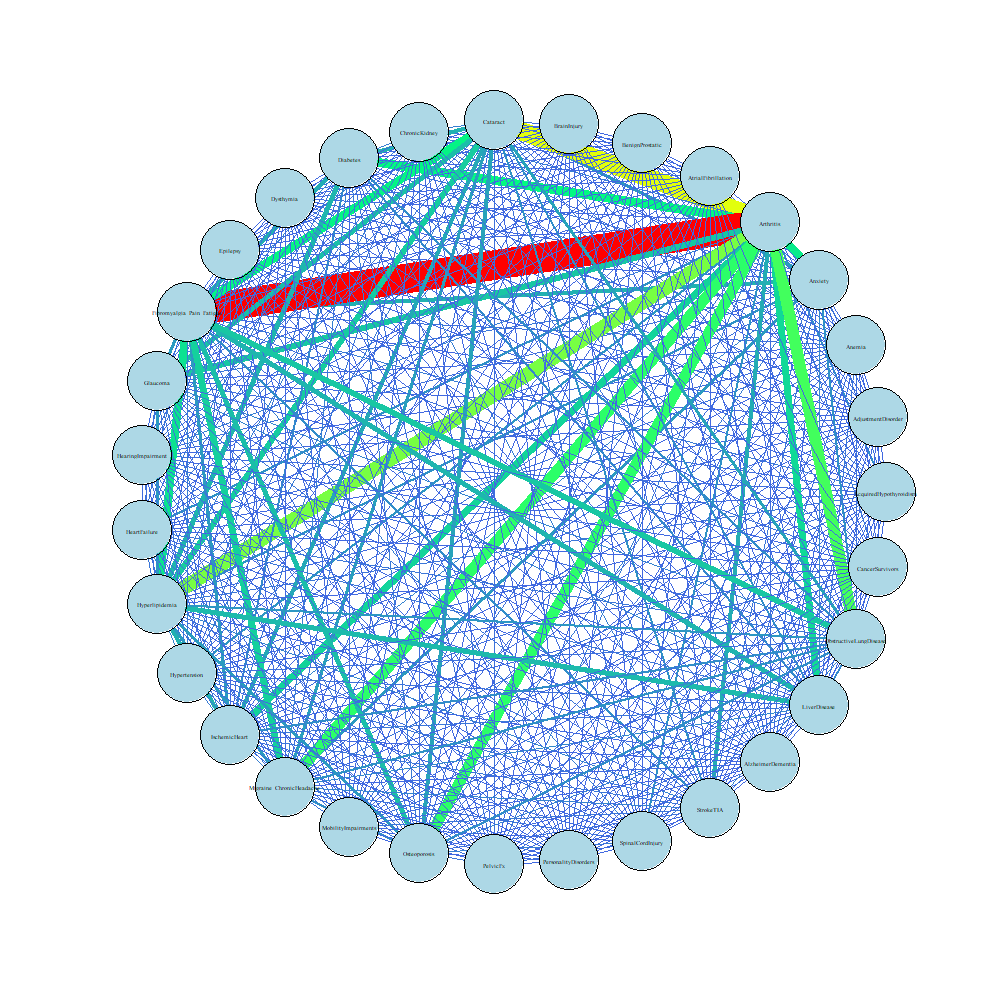 Cataract
BrainInjury
ChronicKidney
BenignProstatic
Diabetes
AtrialFibrillation
Dysthymia
Arthritis
Epilepsy
Anxiety
Fibromyalgia Pain Fatigue
Anemia
Glaucoma
AdjustmentDisorder
HearingImpairment
AcquiredHypothyroidism
HeartFailure
CancerSurvivors
Hyperlipidemia
ObstructiveLungDisease
Hypertension
LiverDisease
IschemicHeart
AlzheimerDementia
Migraine ChronicHeadache
StrokeTIA
MobilityImpairments
SpinalCordInjury
Osteoporosis
PersonalityDisorders
PelvicFx